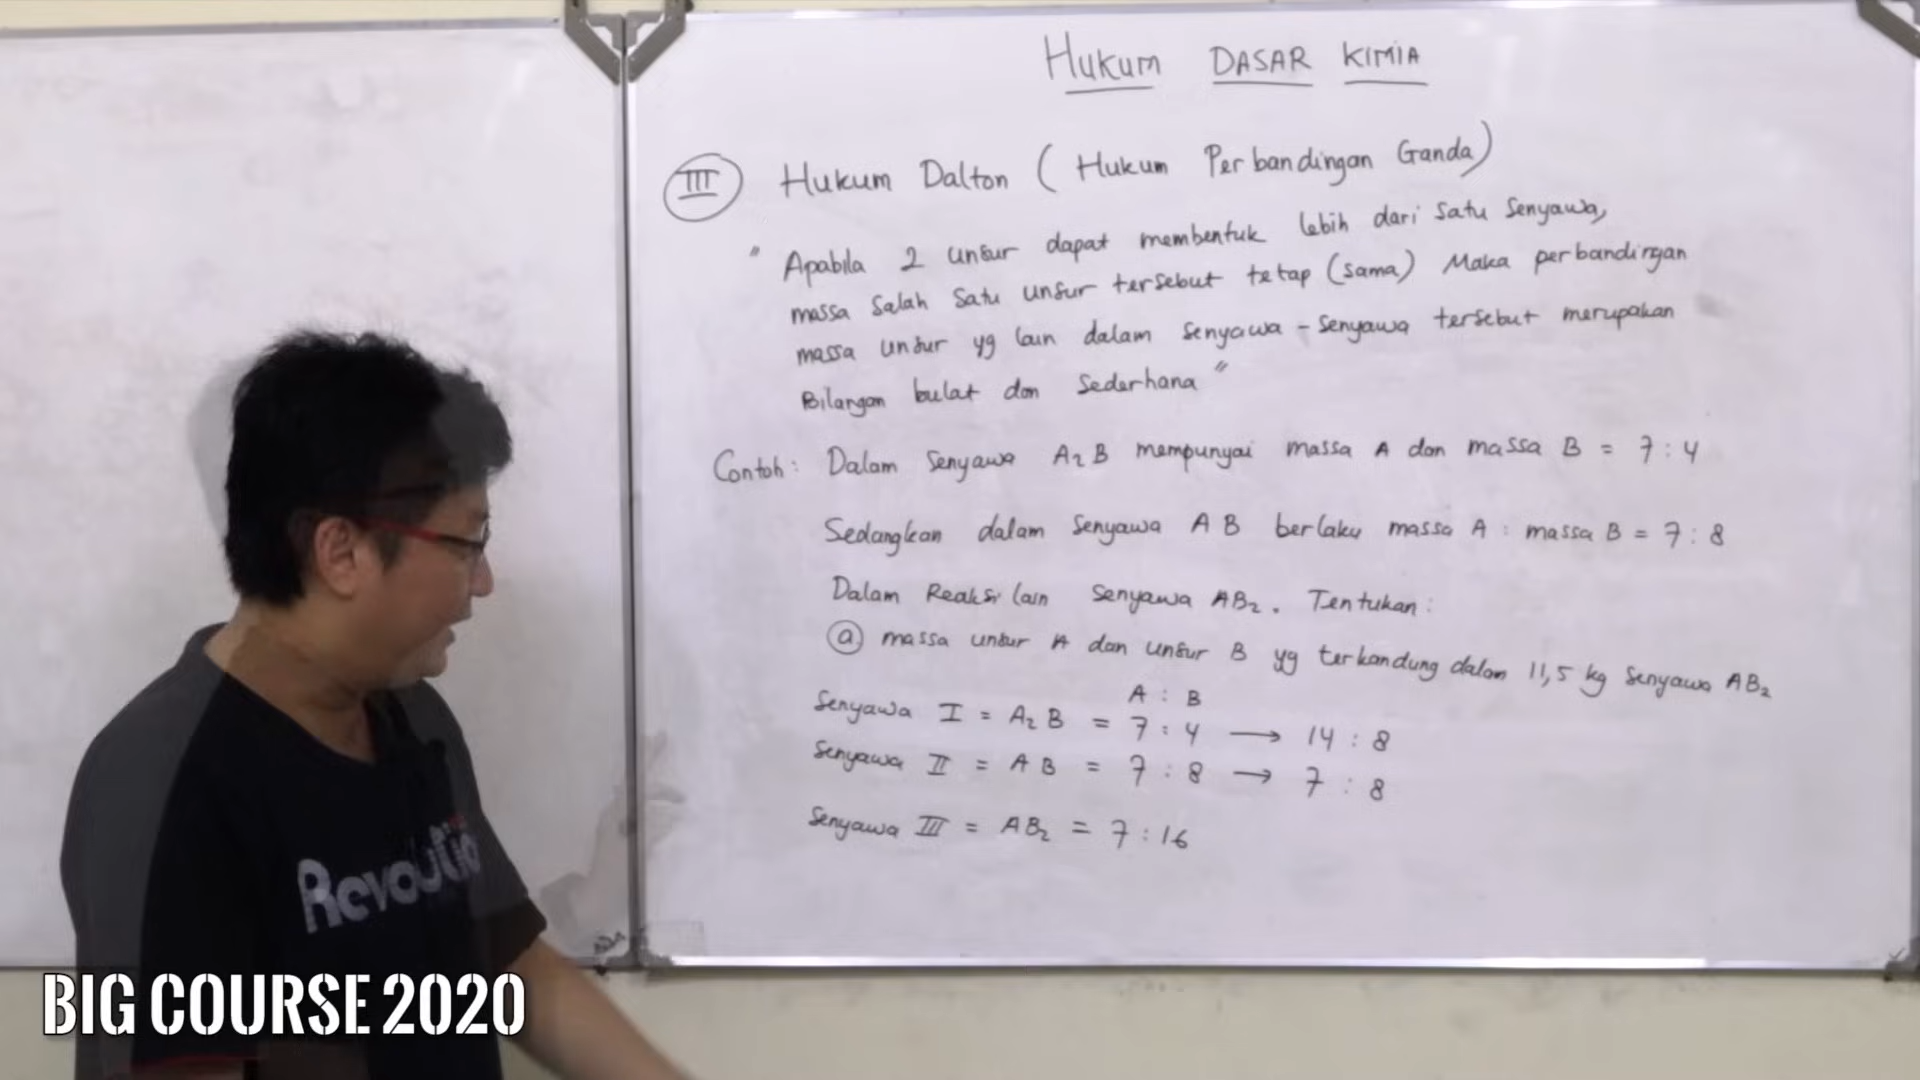 HUKUM DASAR KIMIA
III Hukum Dalton ( Hukum Perbandingan Ganda)
" Apabila 2 unsur dapat membentuk lebih dari satu senyawa,
massa salah satu unsur tersebut tetap (sama) Maka perbandingan
massa unsur yg lain dalam senyawa - senyawa tersebut merupakan
Bilangan bulat dan Sederhana "
Contoh : Dalam Senyawa A₂B mempunyai massa A dan massa B = 7 : 4
Sedangkan dalam Senyawa AB berlaku massa A : massa B = 7 : 8
Dalam Reaksi lain Senyawa AB₂. Tentukan :
a massa unsur A dan unsur B yg terkandung dalam 11,5 kg Senyawa AB₂
A : B
Senyawa I = A₂B = 7 : 4 → 14 : 8
Senyawa II = AB = 7 : 8 → 7 : 8
Senyawa III = AB₂ = 7 : 16
BIG COURSE 2020